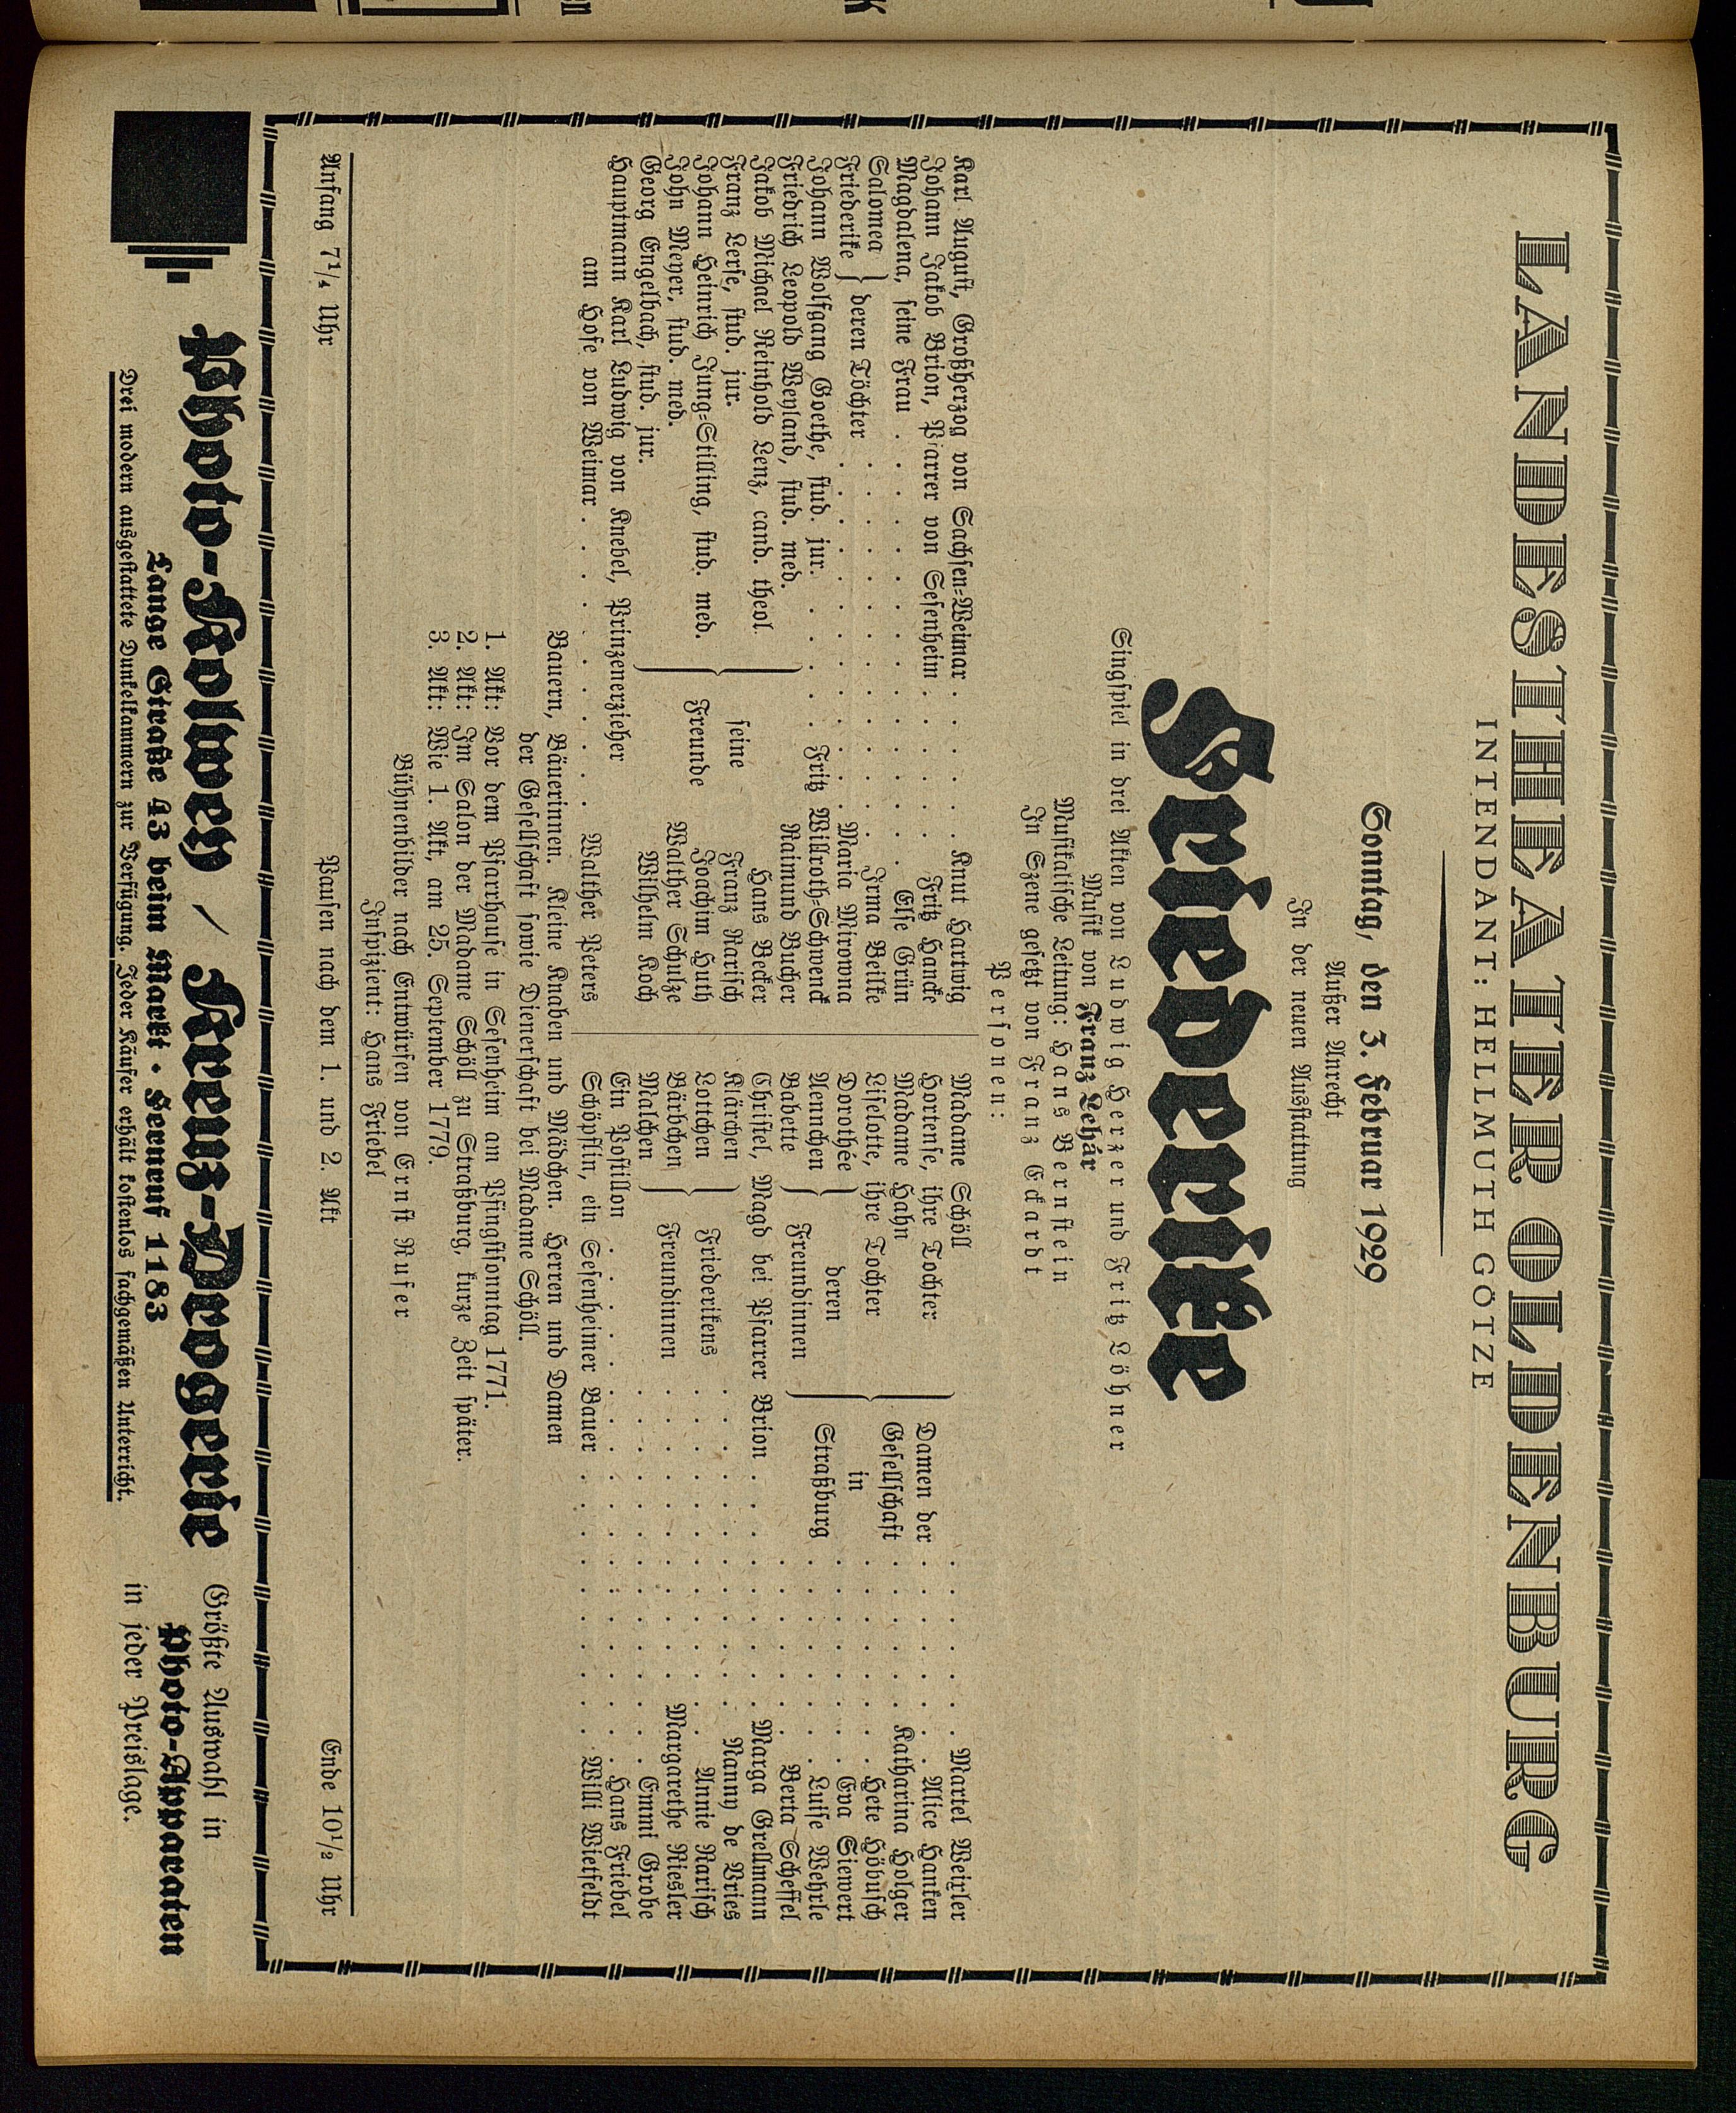 LANDESTHEATER OLDENBURG
INTENDANT: HELLMUTH GÖTZE
Sonntag, den 3. Februar 1929
Außer Anrecht
In der neuen Ausstattung
Friederike
Singspiel in drei Akten von Ludwig Herzer und Fritz Löhner
Musik von Franz Lehár
Musikalische Leitung: Hans Bernstein
In Szene gesetzt von Franz Eckardt
Personen:
Karl August, Großherzog von Sachsen-Weimar . . . . . Knut Hartwig
Johann Jakob Brion, Pfarrer von Sesenheim . . . . . Fritz Hancke
Magdalena, seine Frau . . . . . Else Grün
Salomea } deren Töchter . . . . . Irma Beilke
Friederike } . . . . . Maria Mirowna
Johann Wolfgang Goethe, stud. jur. . . . . Fritz Willroth-Schwenck
Friedrich Leopold Weyland, stud. med. Raimund Bucher
Jakob Michael Reinhold Lenz, cand. theol. Hans Becker
Franz Lerse, stud. jur. } seine Franz Narisch
Johann Heinrich Jung-Stilling, stud. med. } Freunde Joachim Huth
John Meyer, stud. med. Walther Schulze
Georg Engelbach, stud. jur. Wilhelm Koch
Hauptmann Karl Ludwig von Knebel, Prinzenerzieher
am Hofe von Weimar . . . . . Walther Peters
Madame Schöll . . . . . Martel Weixler
Hortense, ihre Tochter } Damen der . . . . . Alice Hanken
Madame Hahn } Gesellschaft . . . . . Katharina Holger
Liselotte, ihre Tochter } in . . . . . Hete Höbusch
Dorothée } deren } Straßburg . . . . . Eva Siewert
Aennchen } Freundinnen . . . . . Luise Wehrle
Babette } . . . . . Berta Scheffel
Christel, Magd bei Pfarrer Brion . . . . . Marga Grellmann
Klärchen } Friederikens . . . . . Nanny de Vries
Lottchen } . . . . . Annie Narisch
Bärbchen } Freundinnen . . . . . Margarethe Riesler
Malchen } . . . . . Emmi Grobe
Ein Postillon . . . . . Hans Friebel
Schöpflin, ein Sesenheimer Bauer . . . . . Willi Wietfeldt
Bauern, Bäuerinnen. Kleine Knaben und Mädchen. Herren und Damen
der Gesellschaft sowie Dienerschaft bei Madame Schöll.
1. Akt: Vor dem Pfarrhause in Sesenheim am Pfingstsonntag 1771.
2. Akt: Im Salon der Madame Schöll zu Straßburg, kurze Zeit später.
3. Akt: Wie 1. Akt, am 25. September 1779.
Bühnenbilder nach Entwürfen von Ernst Rufer
Inspizient: Hans Friebel
Anfang 7 1/4 Uhr Pausen nach dem 1. und 2. Akt Ende 10 1/2 Uhr
Photo-Kolwey / Kreuz-Drogerie
Lange Straße 43 beim Markt • Fernruf 1183
Drei modern ausgestattete Dunkelkammern zur Verfügung. Jeder Käufer erhält kostenlos fachgemäßen Unterricht.
Größte Auswahl in
Photo-Apparaten
in jeder Preislage.